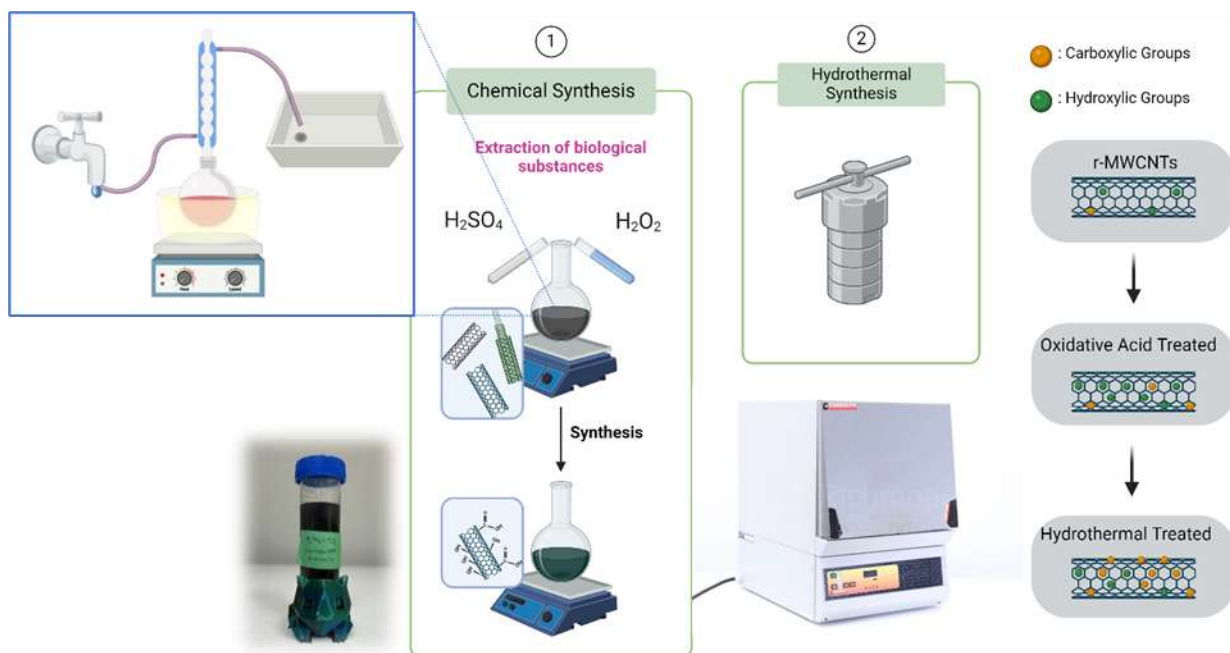 1
Chemical Synthesis
Extraction of biological
substances
H₂SO₄
H₂O₂
Synthesis
2
Hydrothermal
Synthesis
: Carboxylic Groups
: Hydroxylic Groups
r-MWCNTs
Oxidative Acid Treated
Hydrothermal Treated